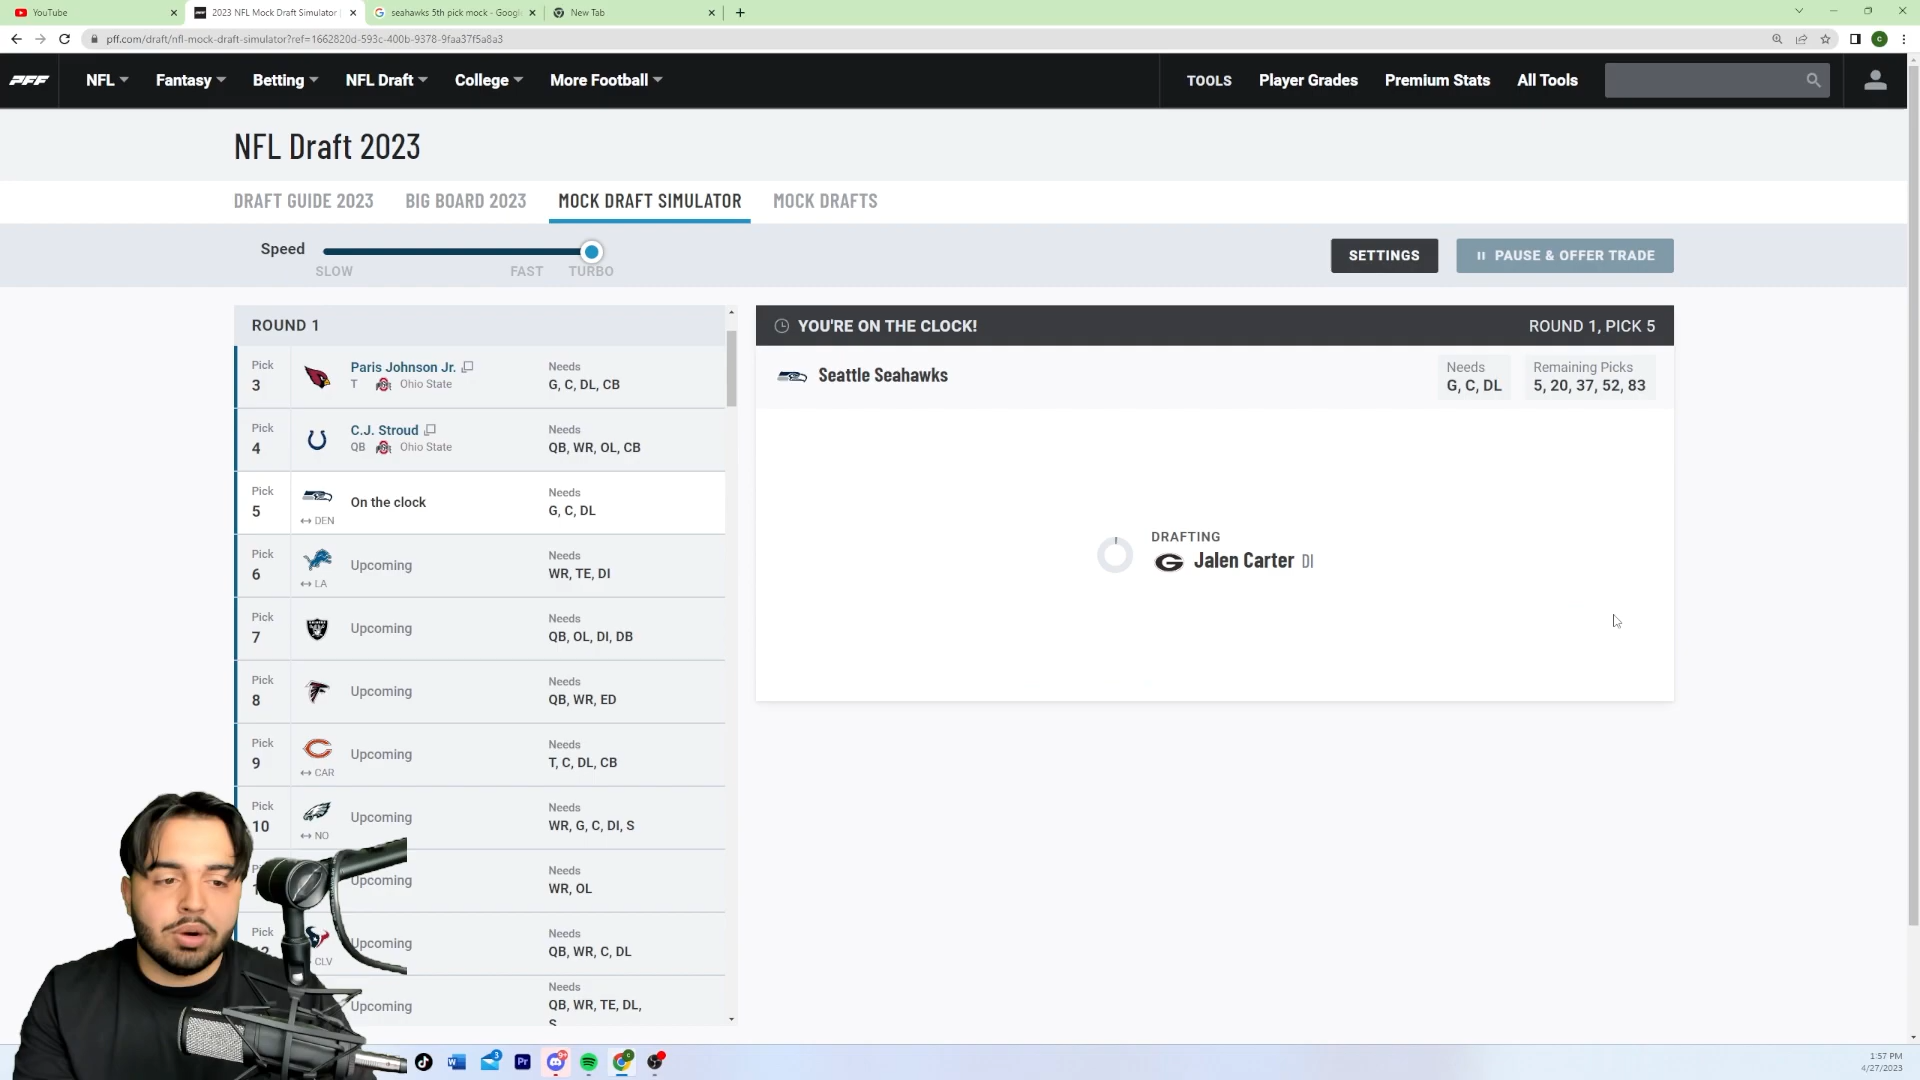 YouTube
2023 NFL Mock Draft Simulator |
seahawks 5th pick mock - Google
New Tab
pff.com/draft/nfl-mock-draft-simulator?ref=1662820d-593c-400b-9378-9faa37f5a8a3
PFF
NFL
Fantasy
Betting
NFL Draft
College
More Football
TOOLS
Player Grades
Premium Stats
All Tools
NFL Draft 2023
DRAFT GUIDE 2023
BIG BOARD 2023
MOCK DRAFT SIMULATOR
MOCK DRAFTS
Speed
SLOW
FAST
TURBO
SETTINGS
PAUSE & OFFER TRADE
ROUND 1
Pick
3
Paris Johnson Jr.
T Ohio State
Needs
G, C, DL, CB
Pick
4
C.J. Stroud
QB Ohio State
Needs
QB, WR, OL, CB
Pick
5
DEN
On the clock
Needs
G, C, DL
Pick
6
LA
Upcoming
Needs
WR, TE, DI
Pick
7
Upcoming
Needs
QB, OL, DI, DB
Pick
8
Upcoming
Needs
QB, WR, ED
Pick
9
CAR
Upcoming
Needs
T, C, DL, CB
Pick
10
NO
Upcoming
Needs
WR, G, C, DI, S
Upcoming
Needs
WR, OL
Pick
CLV
Upcoming
Needs
QB, WR, C, DL
Upcoming
Needs
QB, WR, TE, DL,
S
YOU'RE ON THE CLOCK!
ROUND 1, PICK 5
Seattle Seahawks
Needs
G, C, DL
Remaining Picks
5, 20, 37, 52, 83
DRAFTING
G Jalen Carter DI
1:57 PM
4/27/2023